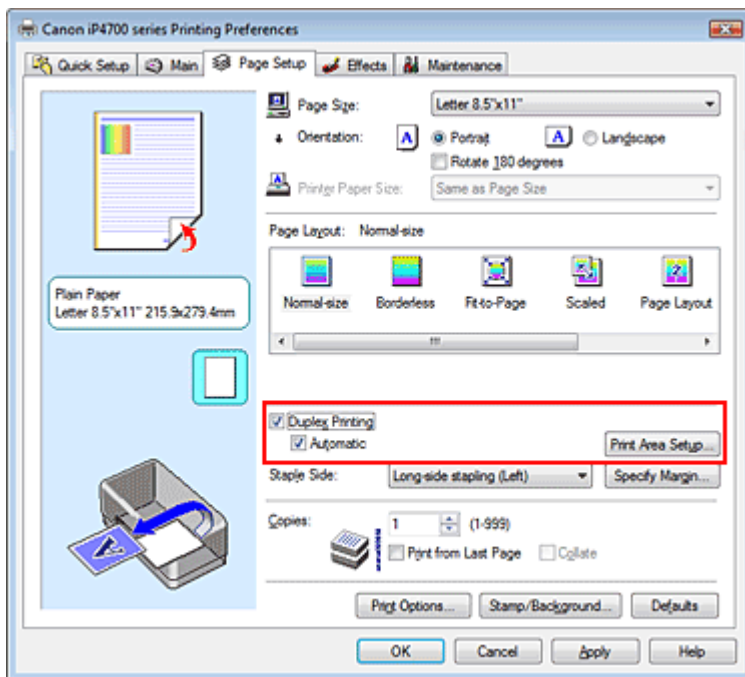 Canon iP4700 series Printing Preferences
Quick Setup Main Page Setup Effects Maintenance
Page Size: Letter 8.5"x11"
Orientation: A Portrait A Landscape
Rotate 180 degrees
Printer Paper Size: Same as Page Size
Page Layout: Normal-size
Normal-size Borderless Fit-to-Page Scaled Page Layout
Plain Paper
Letter 8.5"x11" 215.9x279.4mm
Duplex Printing
Automatic Print Area Setup...
Staple Side: Long-side stapling (Left) Specify Margin...
Copies: 1 (1-999)
Print from Last Page Collate
Print Options... Stamp/Background... Defaults
OK Cancel Apply Help